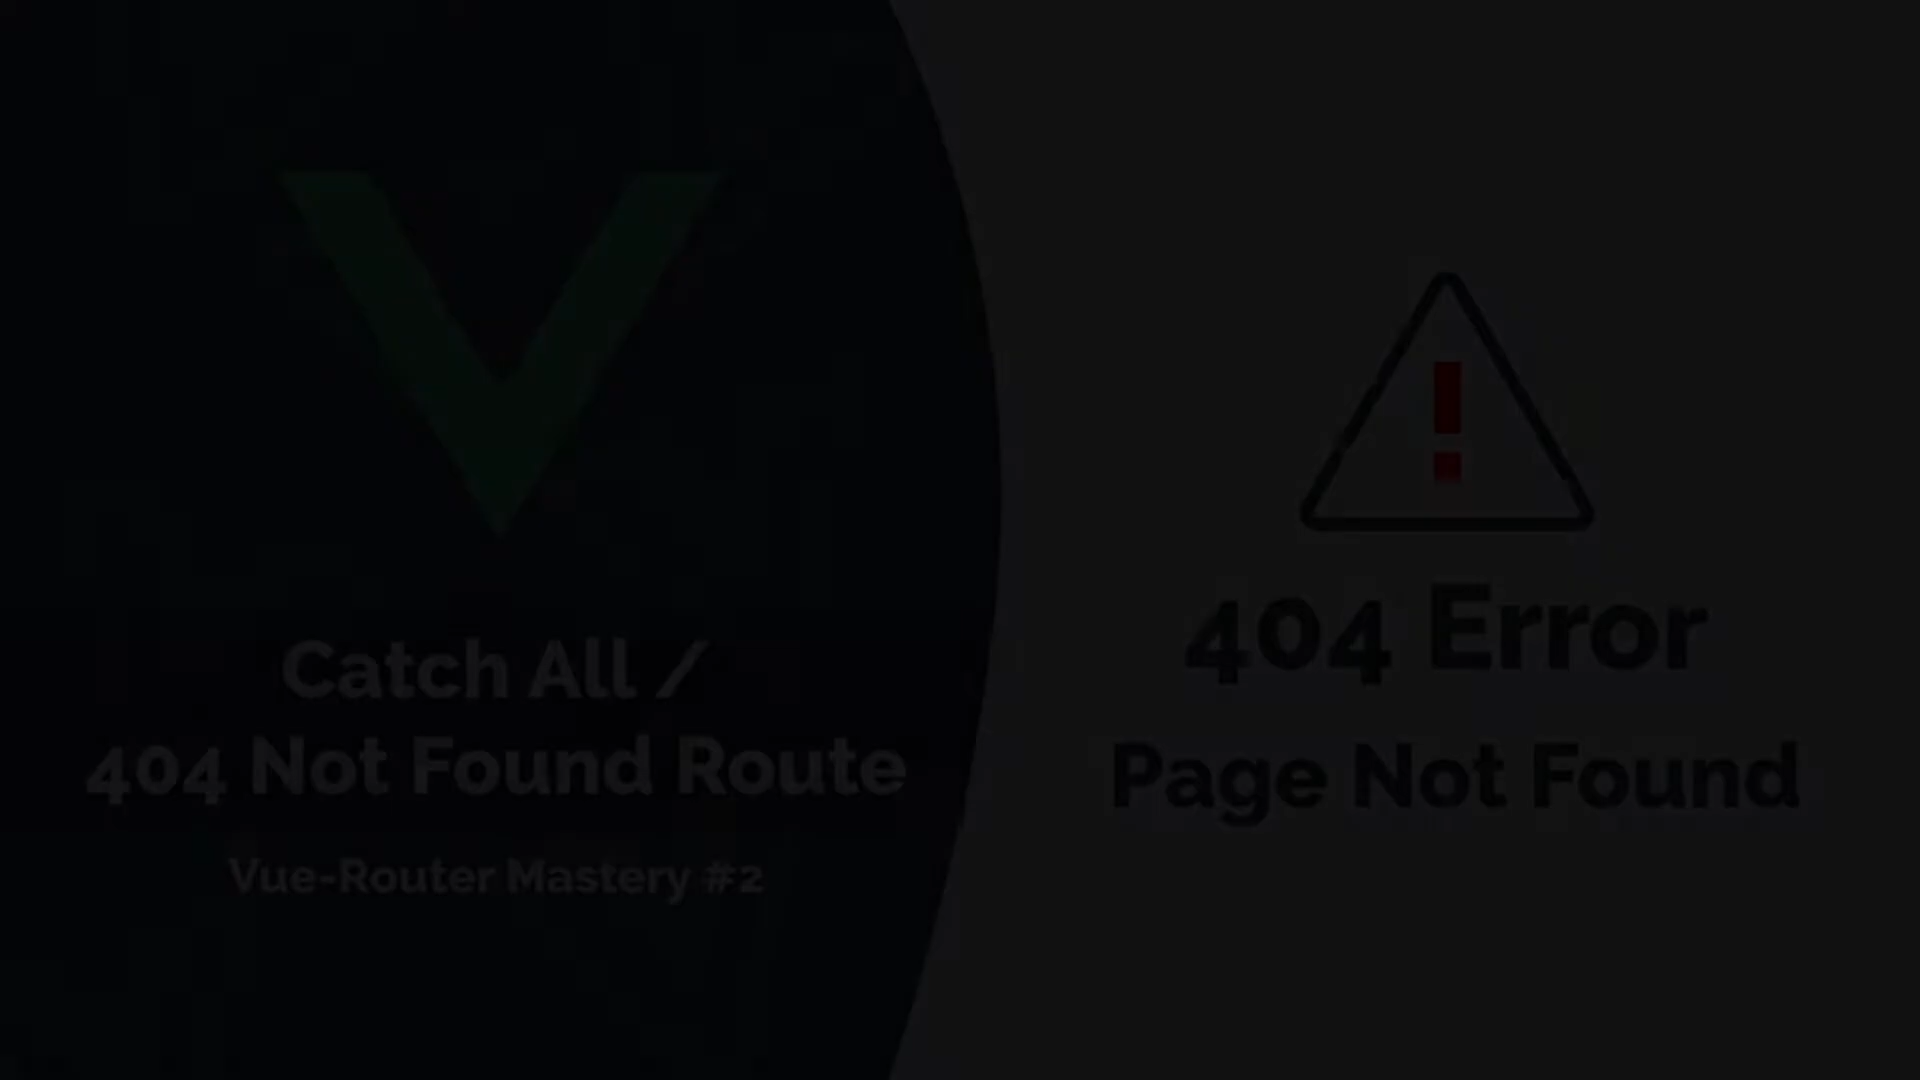 Catch All /
404 Not Found Route
Vue-Router Mastery #2
404 Error
Page Not Found